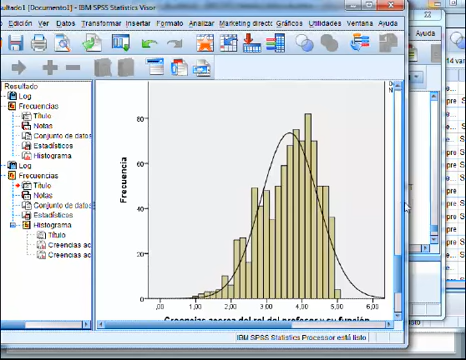 sultado1 [Documento1] - IBM SPSS Statistics Visor
Edición Ver Datos Transformar Insertar Formato Analizar Marketing directo Gráficos Utilidades Ventana Ayuda
Resultado
Log
Frecuencias
Título
Notas
Conjunto de datos
Estadísticos
Histograma
Log
Frecuencias
Título
Notas
Conjunto de datos
Estadísticos
Histograma
Título
Creencias ac
Creencias ac
Frecuencia
80
60
40
20
0
,00 1,00 2,00 3,00 4,00 5,00 6,00
Creencias acerca del rol del profesor y su función
IBM SPSS Statistics Processor está listo